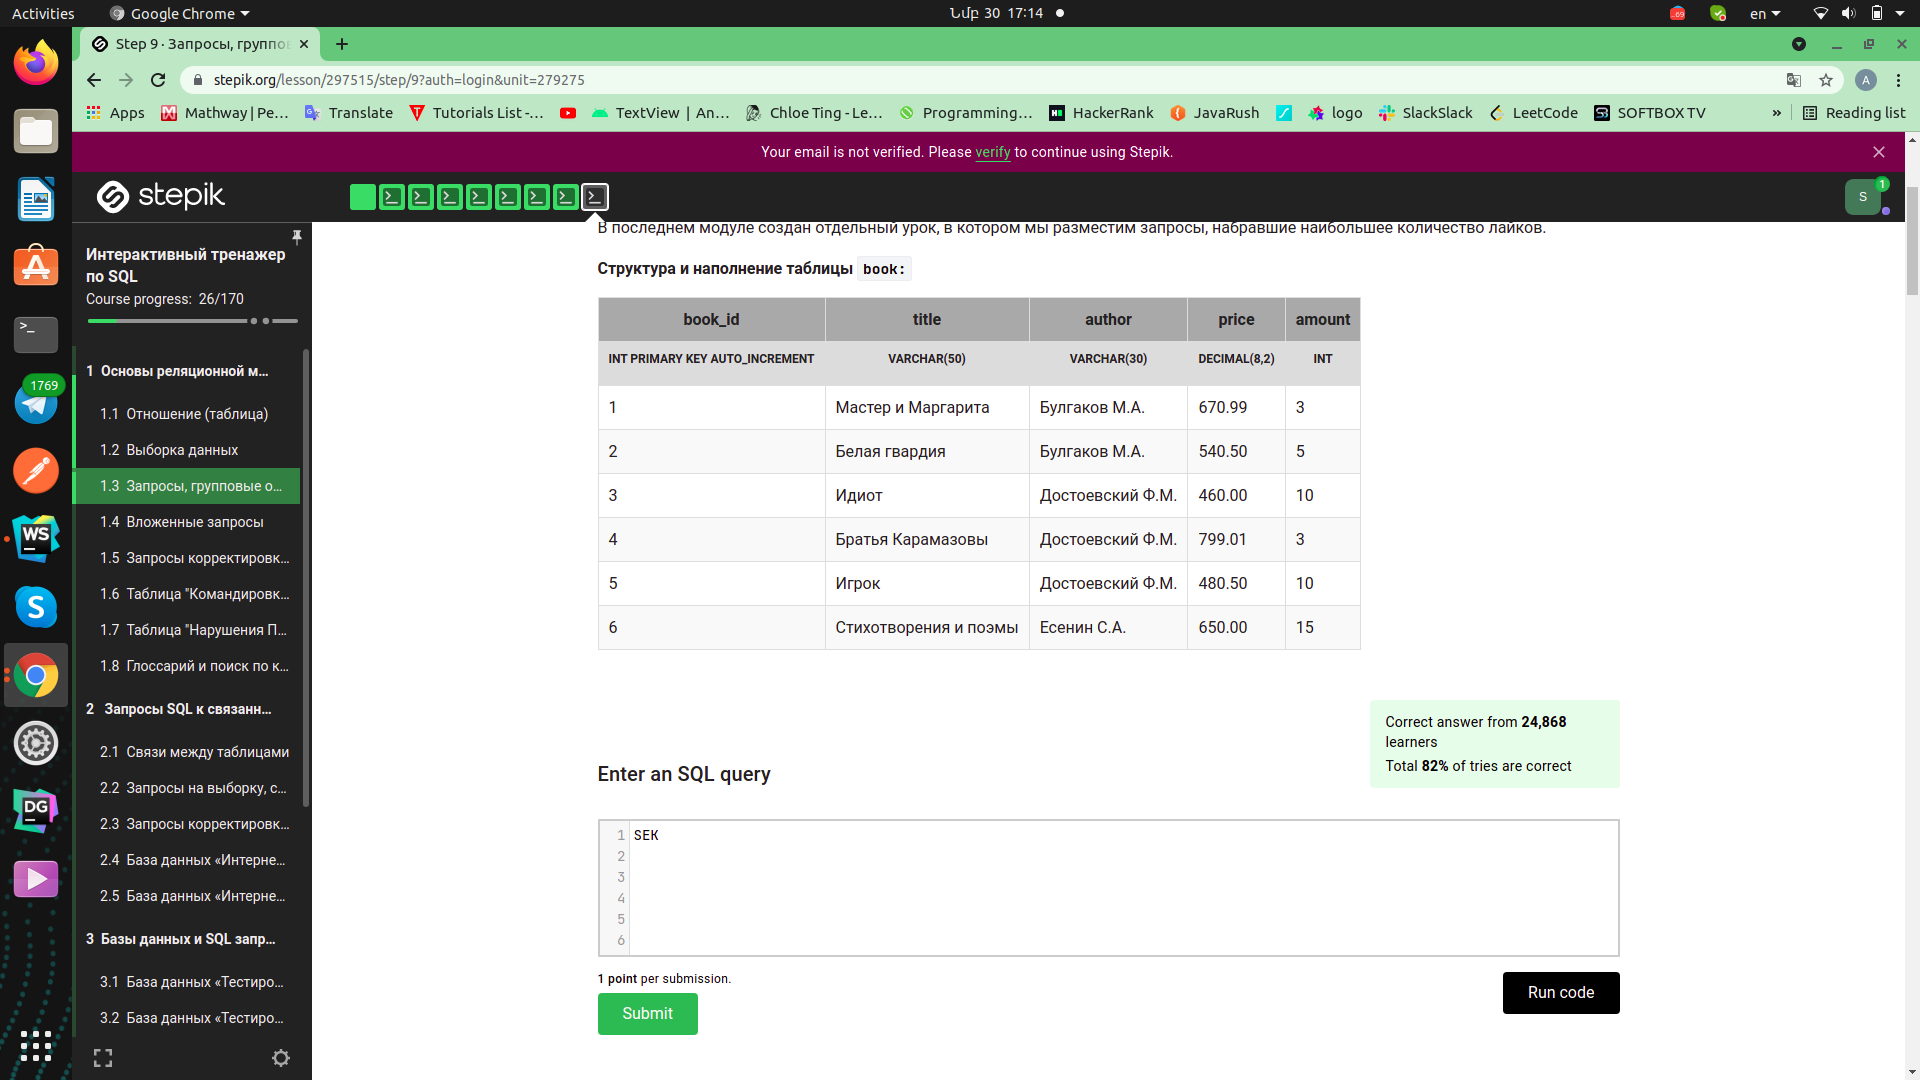 Activities
Google Chrome
Նմբ 30 17:14
en
Step 9 · Запросы, группо
stepik.org/lesson/297515/step/9?auth=login&unit=279275
A
Apps
Mathway | Pe…
Translate
Tutorials List -…
TextView | An…
Chloe Ting - Le…
Programming…
HackerRank
JavaRush
logo
SlackSlack
LeetCode
SOFTBOX TV
»
Reading list
Your email is not verified. Please verify to continue using Stepik.
stepik
S
1
Интерактивный тренажер
по SQL
Course progress: 26/170
1 Основы реляционной м…
1.1 Отношение (таблица)
1.2 Выборка данных
1.3 Запросы, групповые о…
1.4 Вложенные запросы
1.5 Запросы корректировк…
1.6 Таблица "Командировк…
1.7 Таблица "Нарушения П…
1.8 Глоссарий и поиск по к…
2 Запросы SQL к связанн…
2.1 Связи между таблицами
2.2 Запросы на выборку, с…
2.3 Запросы корректировк…
2.4 База данных «Интерне…
2.5 База данных «Интерне…
3 Базы данных и SQL запр…
3.1 База данных «Тестиро…
3.2 База данных «Тестиро…
1769
WS
S
DG
В последнем модуле создан отдельный урок, в котором мы разместим запросы, набравшие наибольшее количество лайков.
Структура и наполнение таблицы book:
book_id title author price amount
INT PRIMARY KEY AUTO_INCREMENT VARCHAR(50) VARCHAR(30) DECIMAL(8,2) INT
1 Мастер и Маргарита Булгаков М.А. 670.99 3
2 Белая гвардия Булгаков М.А. 540.50 5
3 Идиот Достоевский Ф.М. 460.00 10
4 Братья Карамазовы Достоевский Ф.М. 799.01 3
5 Игрок Достоевский Ф.М. 480.50 10
6 Стихотворения и поэмы Есенин С.А. 650.00 15
Correct answer from 24,868
learners
Total 82% of tries are correct
Enter an SQL query
1 SEK
2
3
4
5
6
1 point per submission.
Submit
Run code